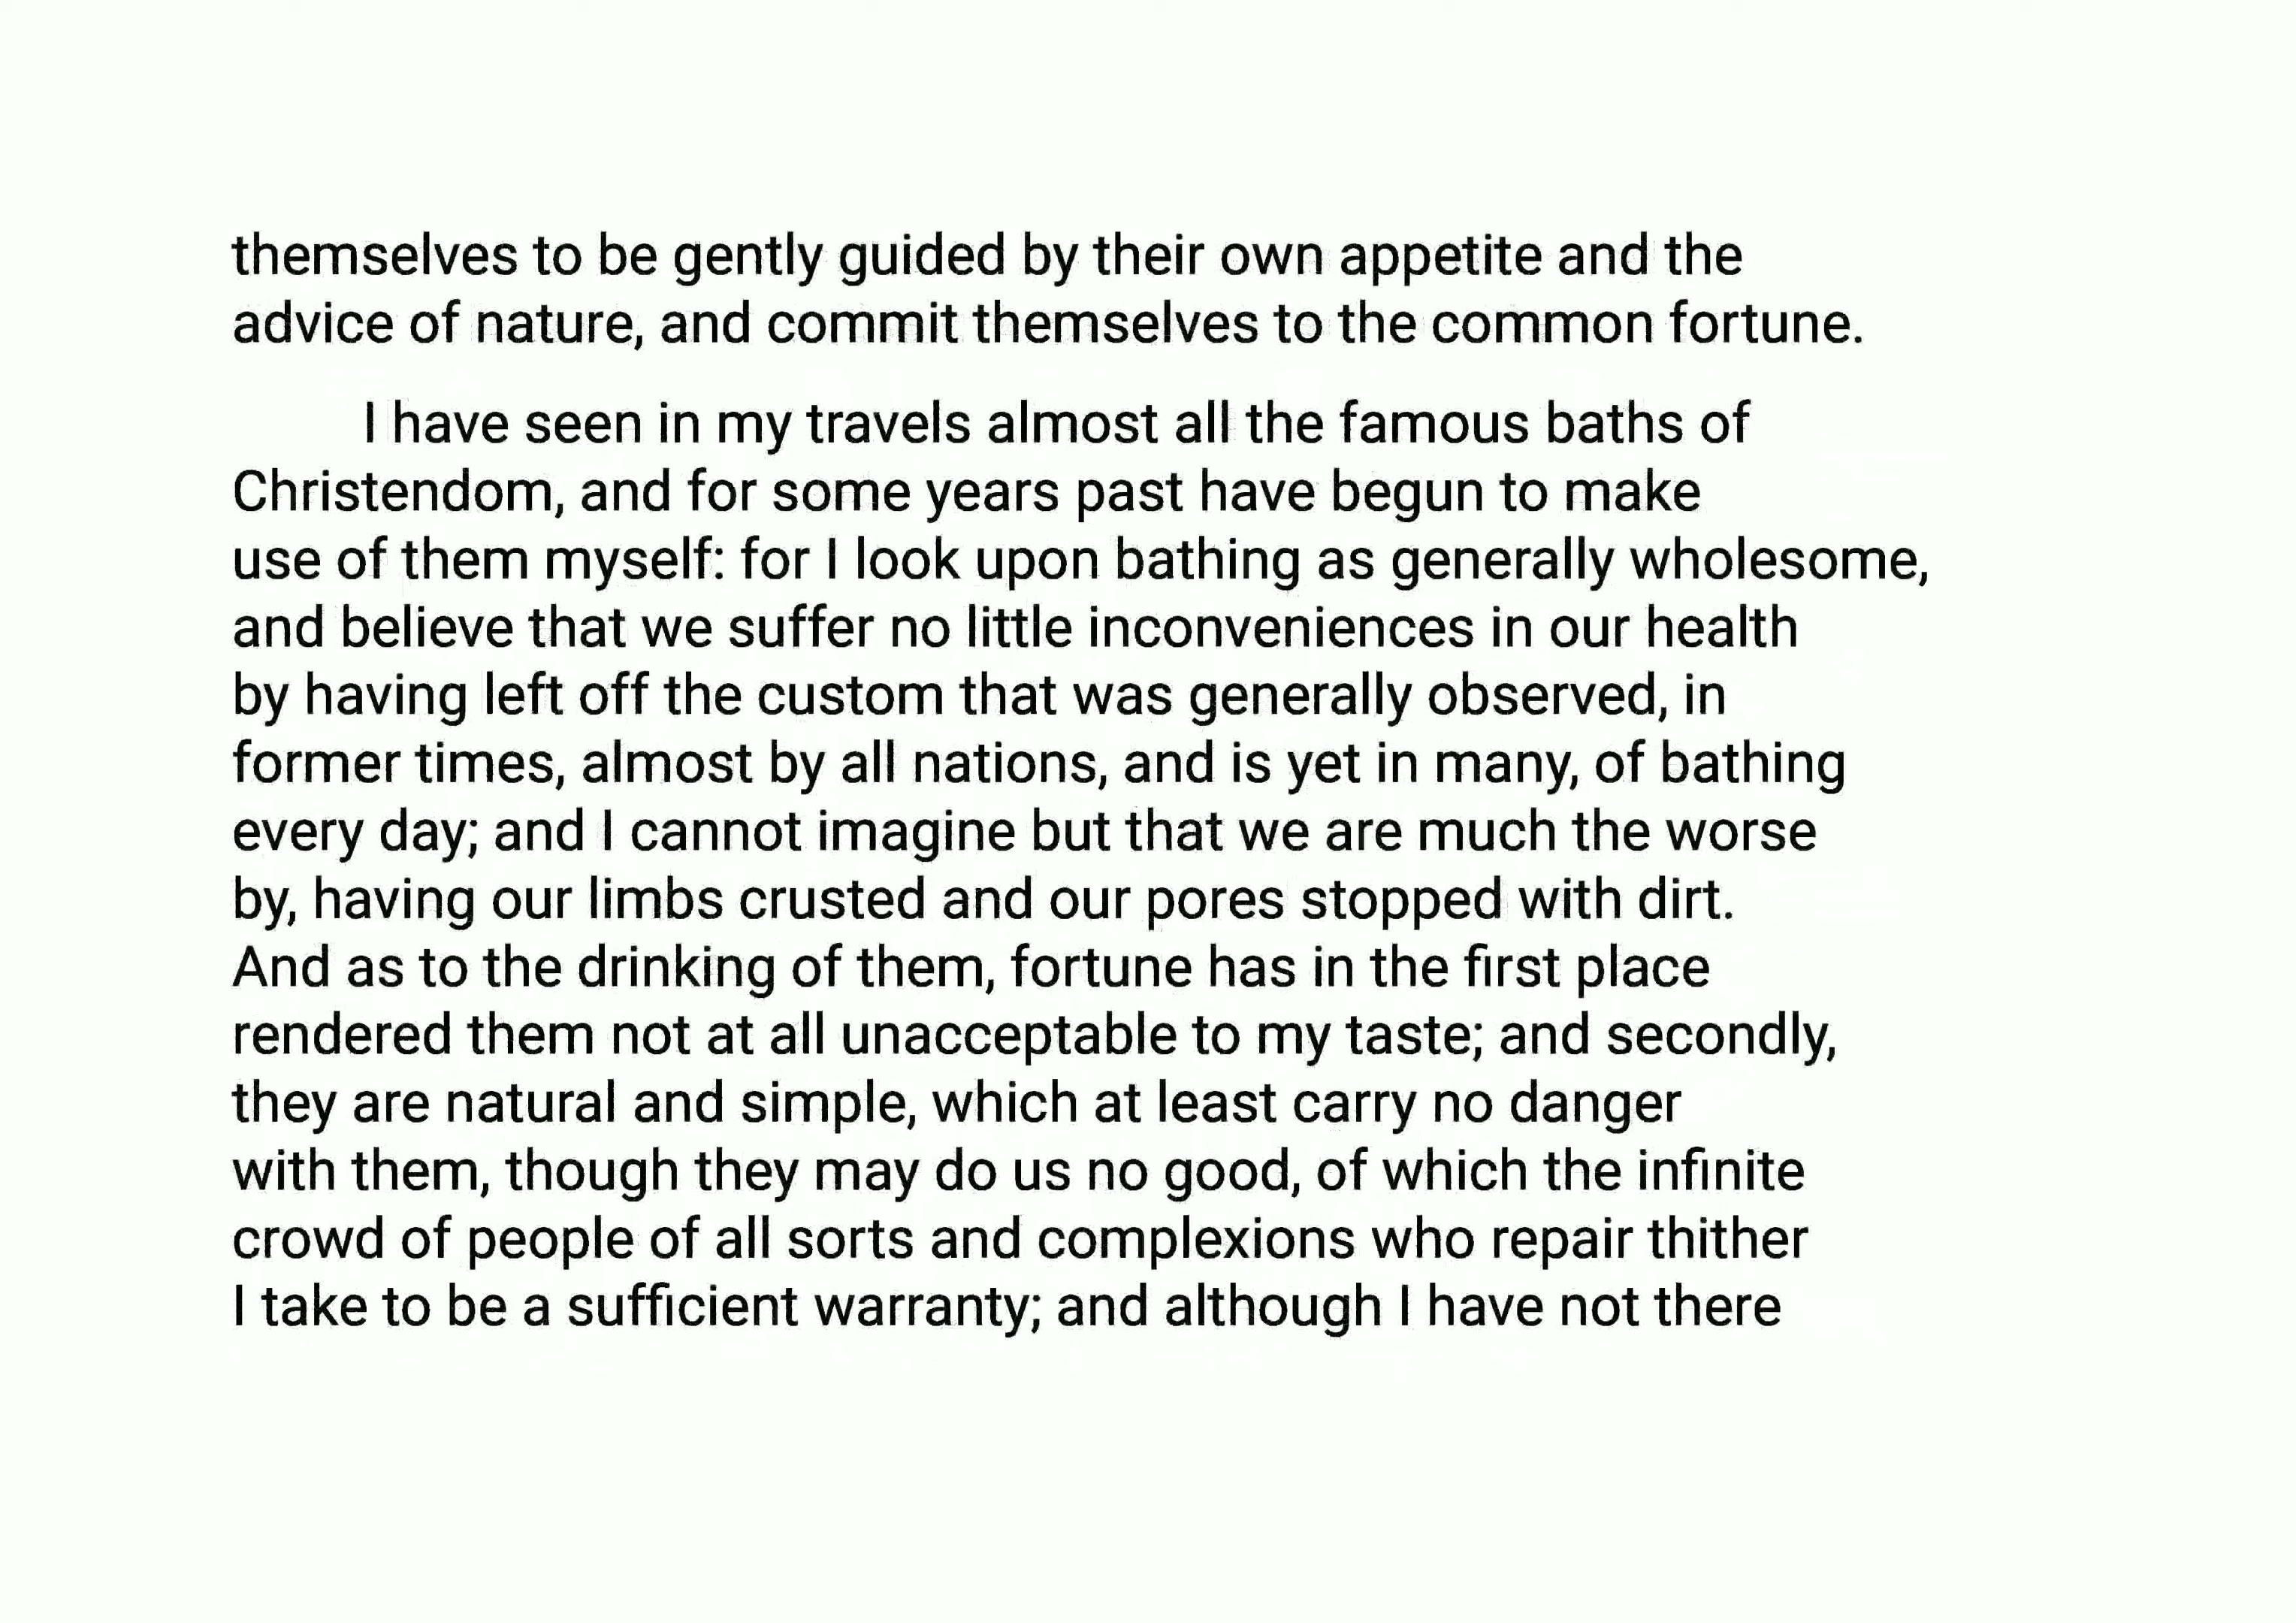 themselves to be gently guided by their own appetite and the
advice of nature, and commit themselves to the common fortune.
I have seen in my travels almost all the famous baths of
Christendom, and for some years past have begun to make
use of them myself: for I look upon bathing as generally wholesome,
and believe that we suffer no little inconveniences in our health
by having left off the custom that was generally observed, in
former times, almost by all nations, and is yet in many, of bathing
every day; and I cannot imagine but that we are much the worse
by, having our limbs crusted and our pores stopped with dirt.
And as to the drinking of them, fortune has in the first place
rendered them not at all unacceptable to my taste; and secondly,
they are natural and simple, which at least carry no danger
with them, though they may do us no good, of which the infinite
crowd of people of all sorts and complexions who repair thither
I take to be a sufficient warranty; and although I have not there